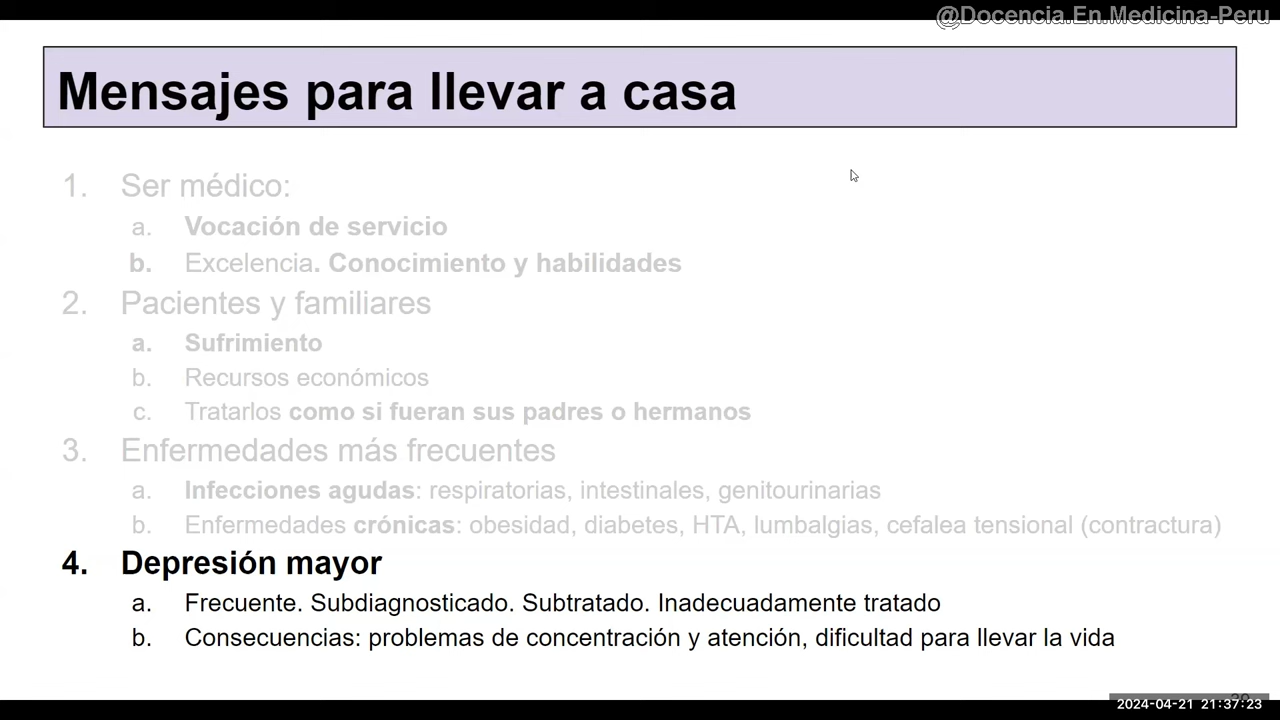 @Docencia.En.Medicina-Peru
Mensajes para llevar a casa
1. Ser médico:
a. Vocación de servicio
b. Excelencia. Conocimiento y habilidades
2. Pacientes y familiares
a. Sufrimiento
b. Recursos económicos
c. Tratarlos como si fueran sus padres o hermanos
3. Enfermedades más frecuentes
a. Infecciones agudas: respiratorias, intestinales, genitourinarias
b. Enfermedades crónicas: obesidad, diabetes, HTA, lumbalgias, cefalea tensional (contractura)
4. Depresión mayor
a. Frecuente. Subdiagnosticado. Subtratado. Inadecuadamente tratado
b. Consecuencias: problemas de concentración y atención, dificultad para llevar la vida
2024-04-21 21:37:23